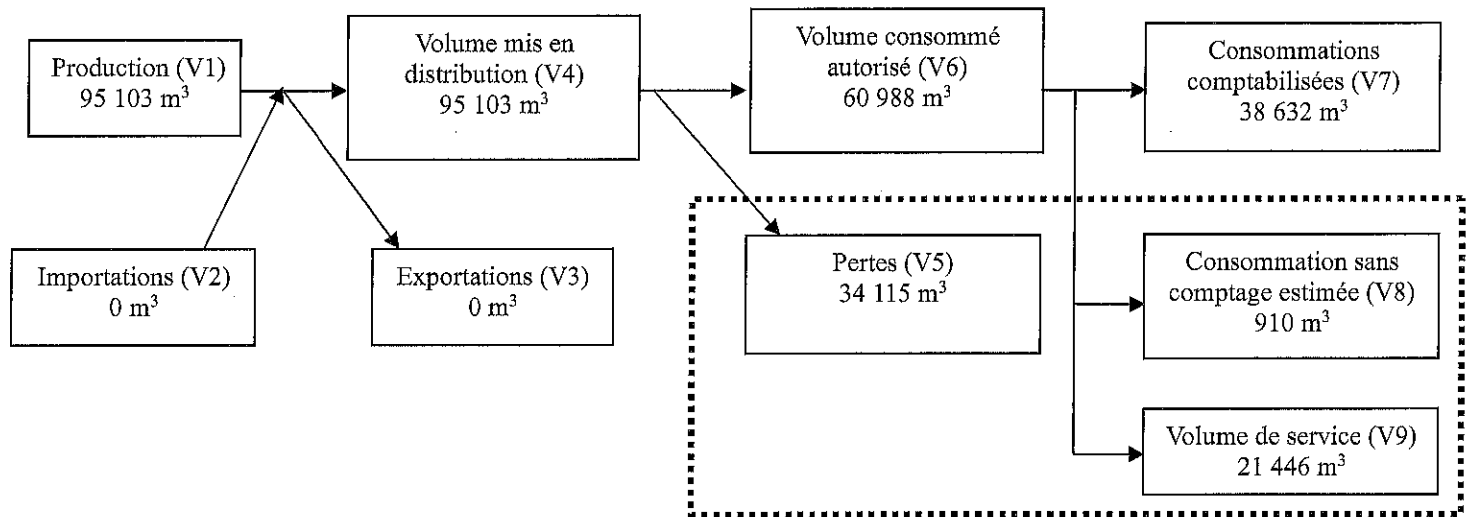 Production (V1)
95 103 m³
Volume mis en
distribution (V4)
95 103 m³
Volume consommé
autorisé (V6)
60 988 m³
Consommations
comptabilisées (V7)
38 632 m³
Importations (V2)
0 m³
Exportations (V3)
0 m³
Pertes (V5)
34 115 m³
Consommation sans
comptage estimée (V8)
910 m³
Volume de service (V9)
21 446 m³